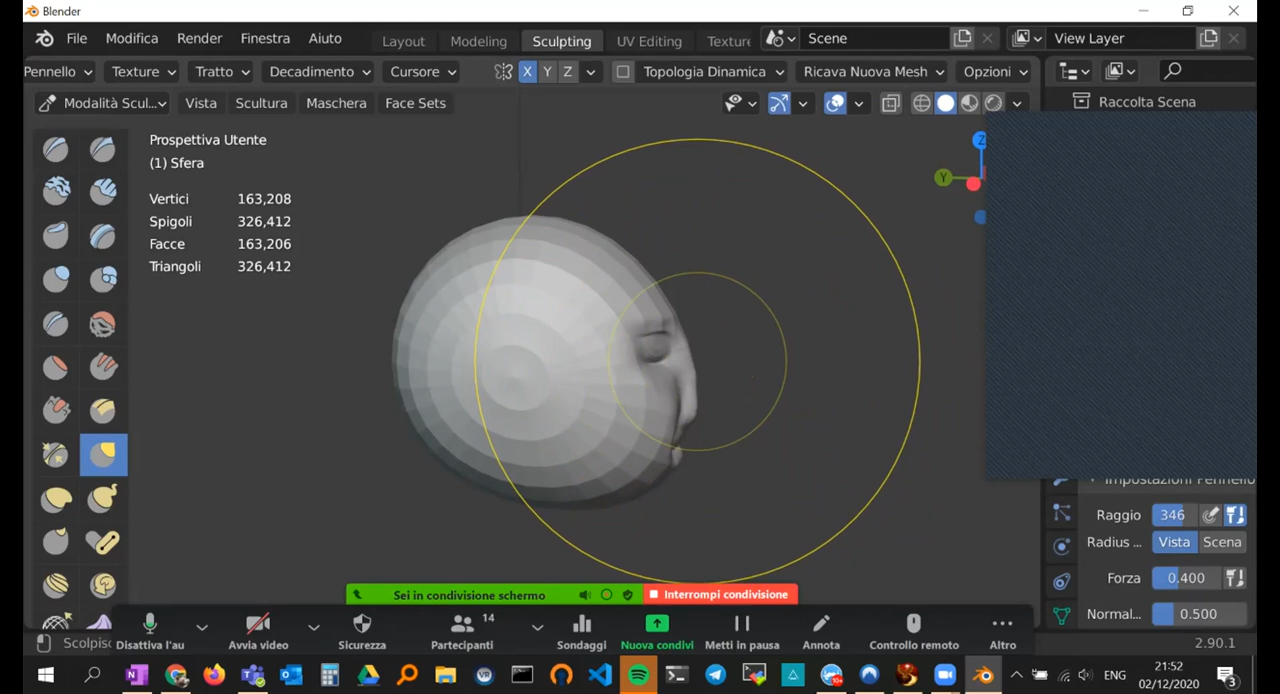 Blender
File Modifica Render Finestra Aiuto Layout Modeling Sculpting UV Editing Texture Scene View Layer
Pennello Texture Tratto Decadimento Cursore X Y Z Topologia Dinamica Ricava Nuova Mesh Opzioni
Modalità Scul... Vista Scultura Maschera Face Sets Raccolta Scena
Prospettiva Utente
(1) Sfera
Vertici 163,208
Spigoli 326,412
Facce 163,206
Triangoli 326,412
Z
Y
Impostazioni Pennello
Raggio 346
Radius ... Vista Scena
Forza 0.400
Normal... 0.500
Sei in condivisione schermo Interrompi condivisione
14
Scolpisc
Disattiva l'au Avvia video Sicurezza Partecipanti Sondaggi Nuova condivi Metti in pausa Annota Controllo remoto Altro
2.90.1
ENG
21:52
02/12/2020
3